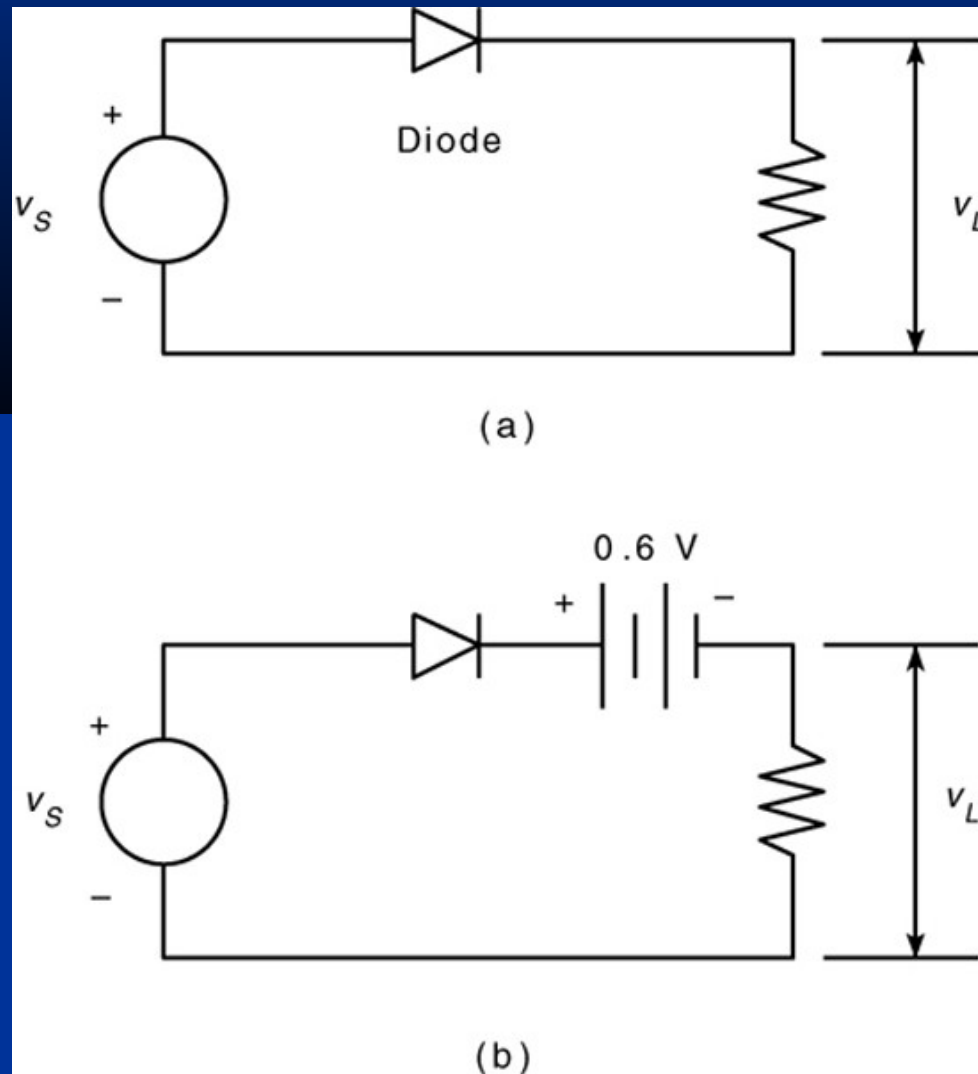 +
Diode
v_S
v_L
−
(a)
0.6 V
+ −
+
v_S
v_L
−
(b)